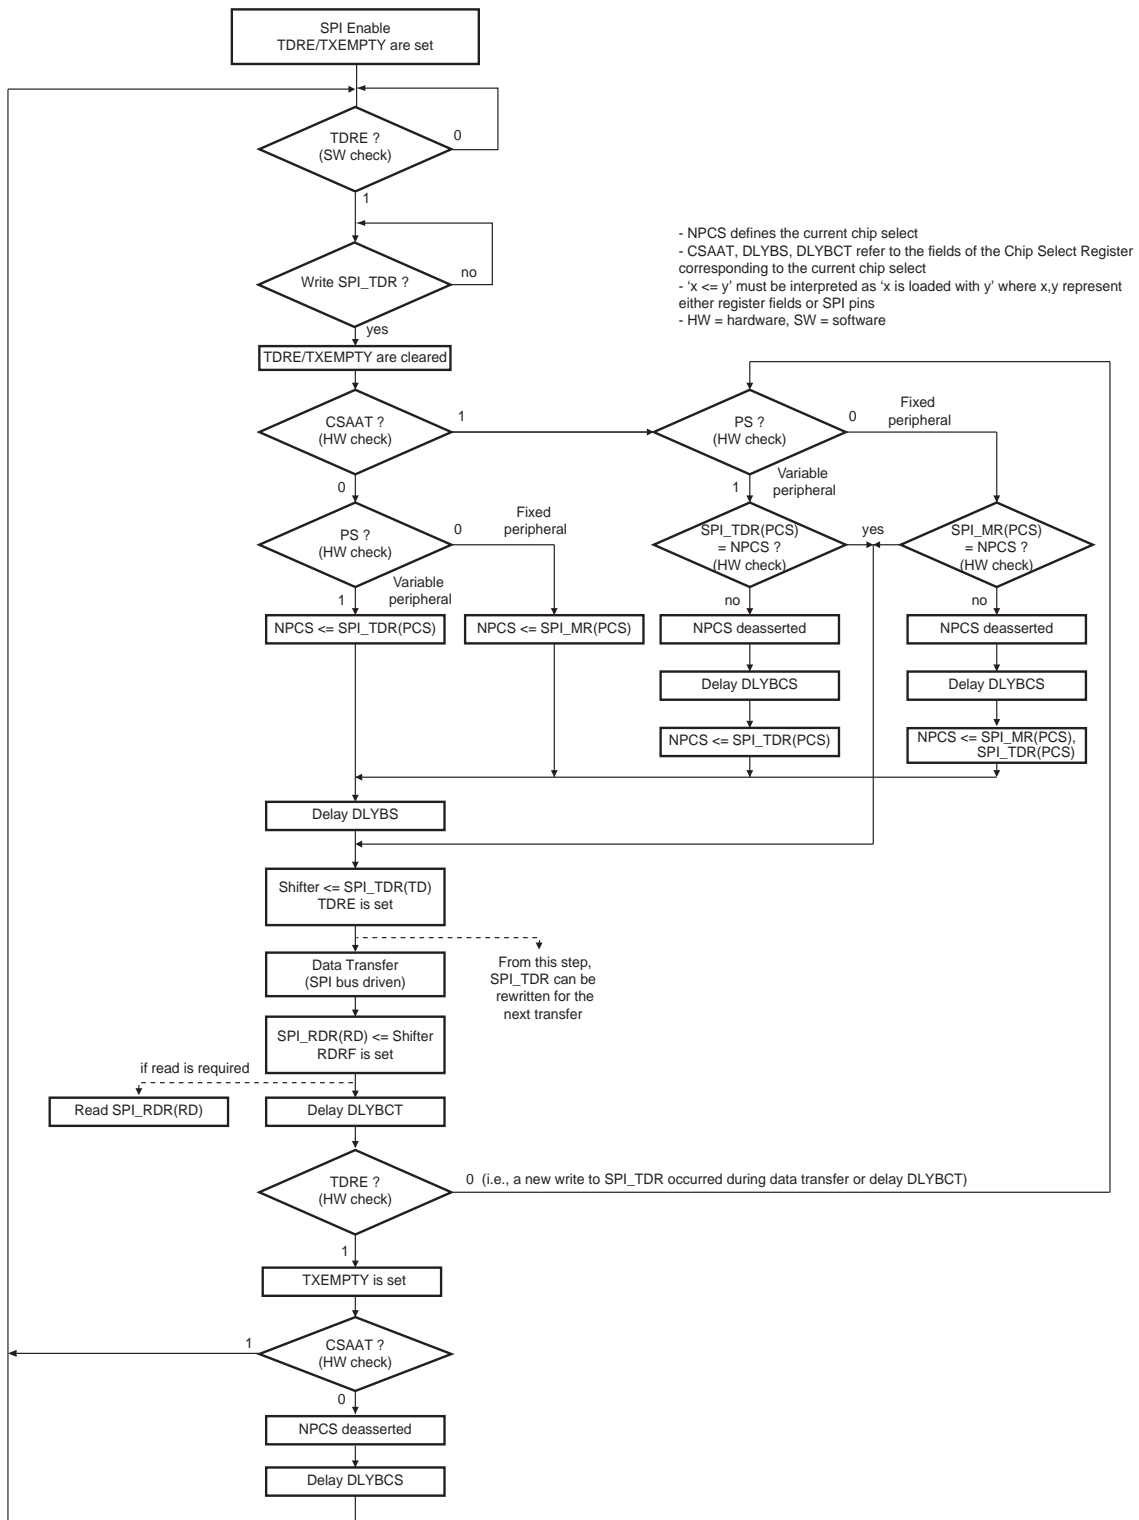 SPI Enable
TDRE/TXEMPTY are set
TDRE ?
(SW check)
0
1
Write SPI_TDR ?
no
yes
- NPCS defines the current chip select
- CSAAT, DLYBS, DLYBCT refer to the fields of the Chip Select Register
corresponding to the current chip select
- ‘x <= y’ must be interpreted as ‘x is loaded with y’ where x,y represent
either register fields or SPI pins
- HW = hardware, SW = software
TDRE/TXEMPTY are cleared
CSAAT ?
(HW check)
1
0
PS ?
(HW check)
0
Fixed
peripheral
1
Variable
peripheral
PS ?
(HW check)
0
Fixed
peripheral
1
Variable
peripheral
SPI_TDR(PCS)
= NPCS ?
(HW check)
yes
SPI_MR(PCS)
= NPCS ?
(HW check)
no
no
NPCS <= SPI_TDR(PCS)
NPCS <= SPI_MR(PCS)
NPCS deasserted
NPCS deasserted
Delay DLYBCS
Delay DLYBCS
NPCS <= SPI_TDR(PCS)
NPCS <= SPI_MR(PCS),
SPI_TDR(PCS)
Delay DLYBS
Shifter <= SPI_TDR(TD)
TDRE is set
Data Transfer
(SPI bus driven)
From this step,
SPI_TDR can be
rewritten for the
next transfer
SPI_RDR(RD) <= Shifter
RDRF is set
if read is required
Read SPI_RDR(RD)
Delay DLYBCT
TDRE ?
(HW check)
0 (i.e., a new write to SPI_TDR occurred during data transfer or delay DLYBCT)
1
TXEMPTY is set
CSAAT ?
(HW check)
1
0
NPCS deasserted
Delay DLYBCS